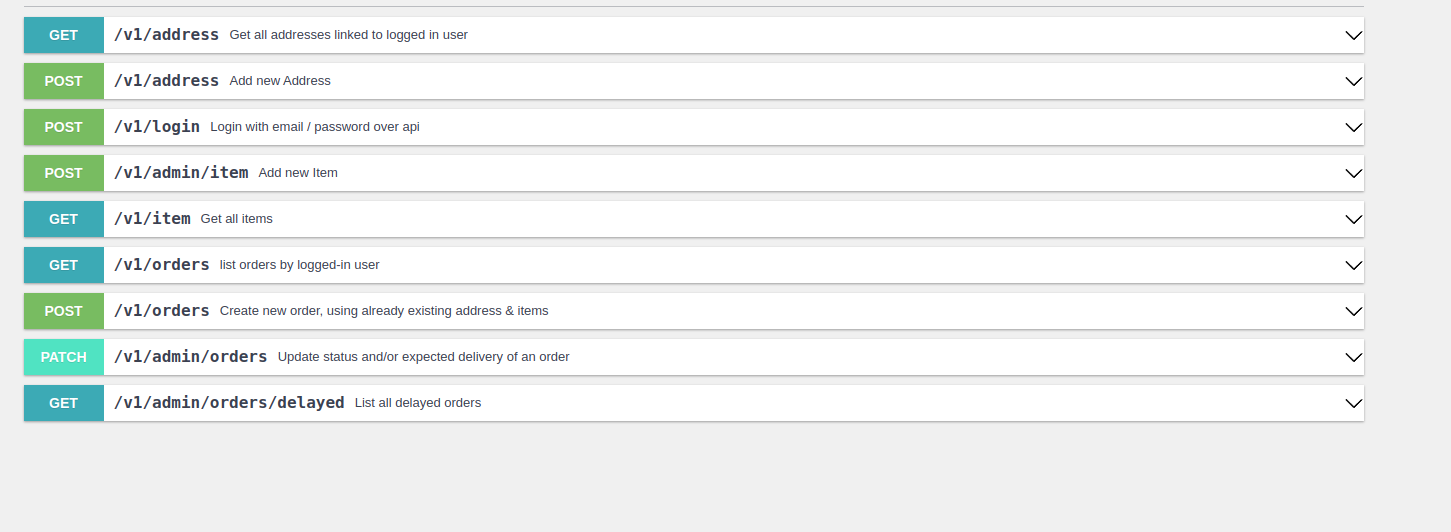 GET /v1/address Get all addresses linked to logged in user
POST /v1/address Add new Address
POST /v1/login Login with email / password over api
POST /v1/admin/item Add new Item
GET /v1/item Get all items
GET /v1/orders list orders by logged-in user
POST /v1/orders Create new order, using already existing address & items
PATCH /v1/admin/orders Update status and/or expected delivery of an order
GET /v1/admin/orders/delayed List all delayed orders